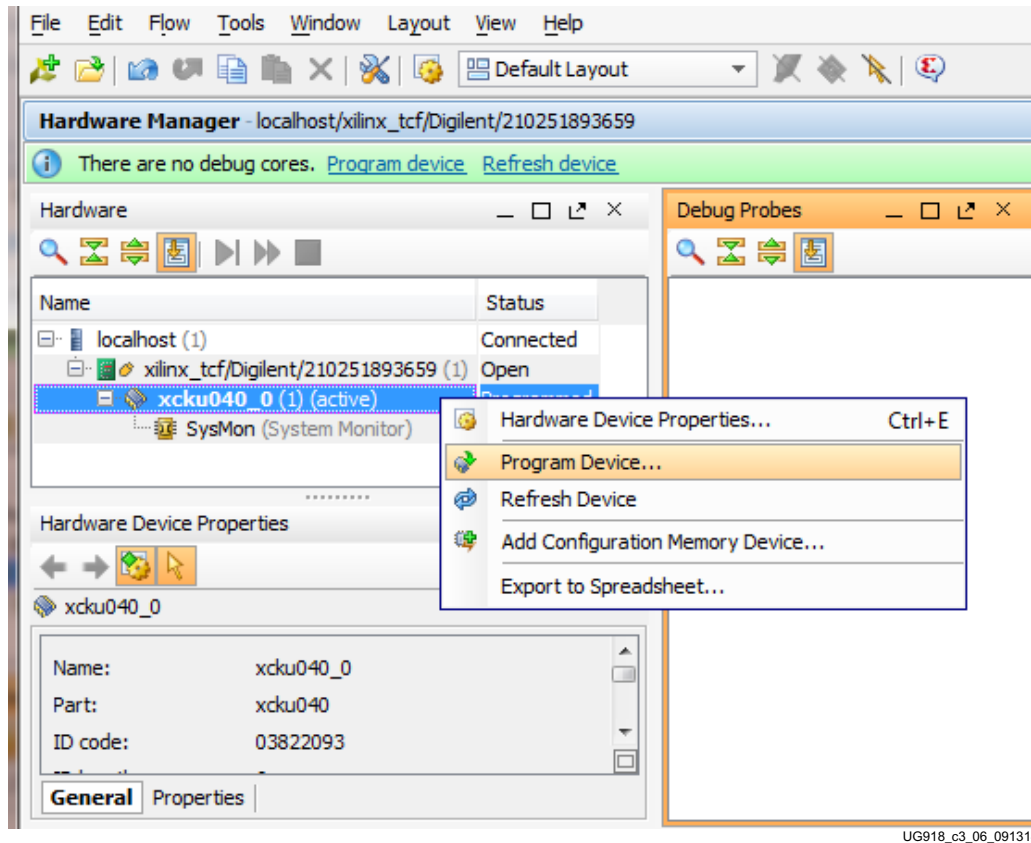 File Edit Flow Tools Window Layout View Help
Default Layout
Hardware Manager - localhost/xilinx_tcf/Digilent/210251893659
There are no debug cores. Program device Refresh device
Hardware
Debug Probes
Name Status
localhost (1) Connected
xilinx_tcf/Digilent/210251893659 (1) Open
xcku040_0 (1) (active)
SysMon (System Monitor)
Hardware Device Properties... Ctrl+E
Program Device...
Refresh Device
Add Configuration Memory Device...
Export to Spreadsheet...
Hardware Device Properties
xcku040_0
Name: xcku040_0
Part: xcku040
ID code: 03822093
General Properties
UG918_c3_06_09131